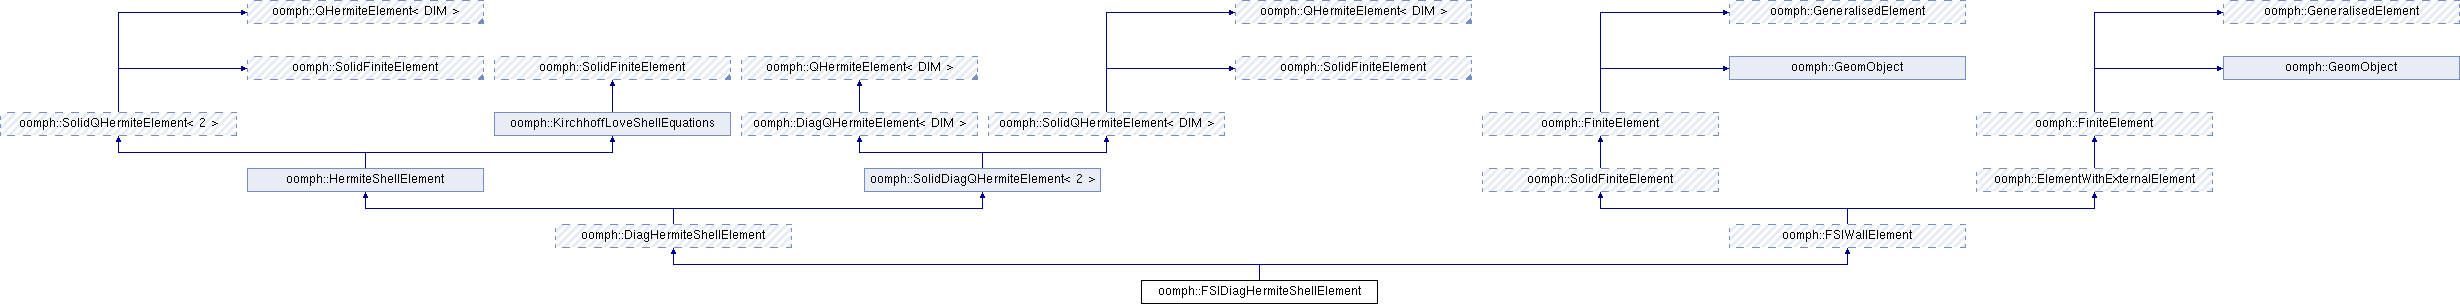 oomph::QHermiteElement< DIM >
oomph::QHermiteElement< DIM >
oomph::GeneralisedElement
oomph::GeneralisedElement
oomph::SolidFiniteElement
oomph::SolidFiniteElement
oomph::QHermiteElement< DIM >
oomph::SolidFiniteElement
oomph::GeomObject
oomph::GeomObject
oomph::SolidQHermiteElement< 2 >
oomph::KirchhoffLoveShellEquations
oomph::DiagQHermiteElement< DIM >
oomph::SolidQHermiteElement< DIM >
oomph::FiniteElement
oomph::FiniteElement
oomph::HermiteShellElement
oomph::SolidDiagQHermiteElement< 2 >
oomph::SolidFiniteElement
oomph::ElementWithExternalElement
oomph::DiagHermiteShellElement
oomph::FSIWallElement
oomph::FSIDiagHermiteShellElement